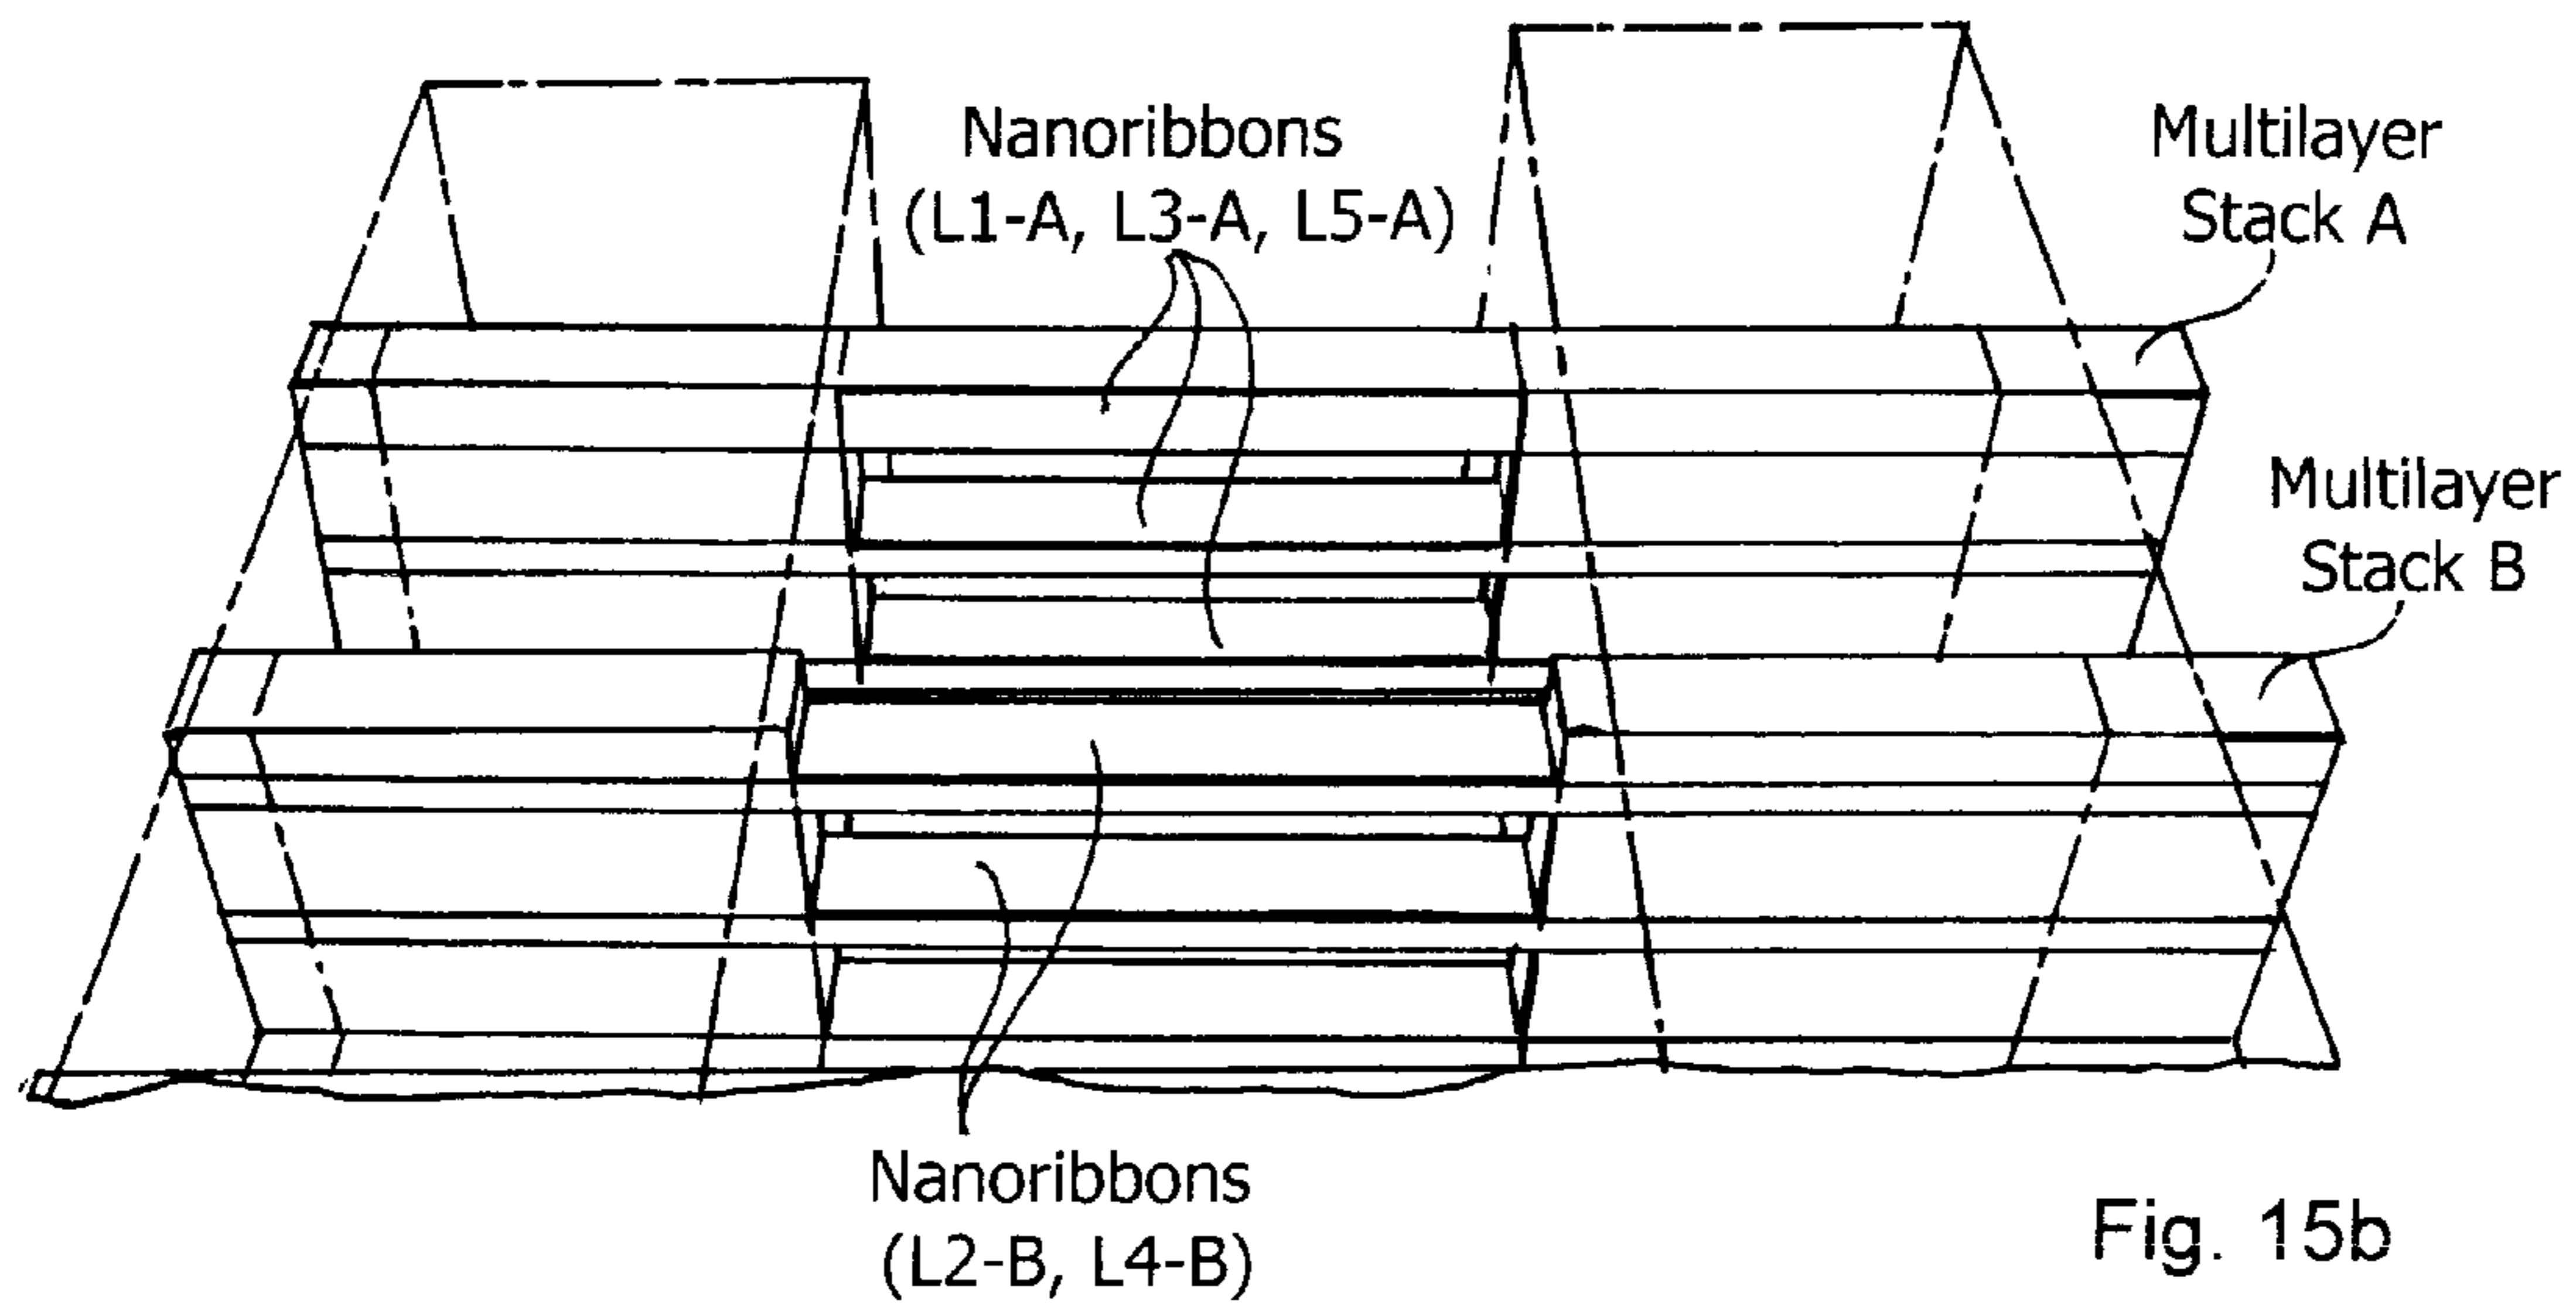 Nanoribbons
(L1-A, L3-A, L5-A)
Multilayer
Stack A
Multilayer
Stack B
Nanoribbons
(L2-B, L4-B)
Fig. 15b